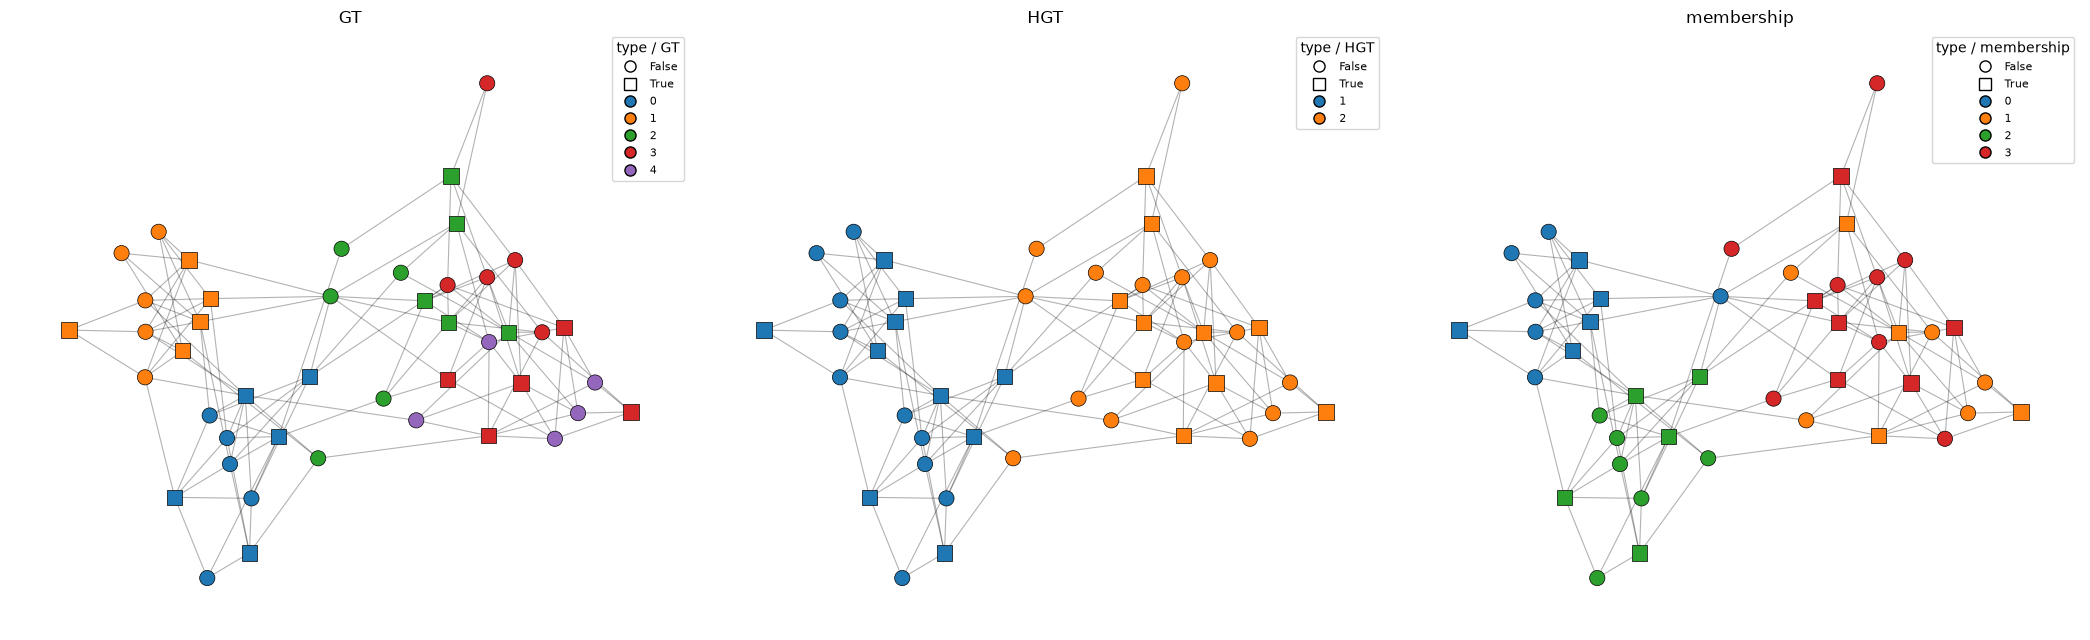 GT
type / GT
False
True
0
1
2
3
4
HGT
type / HGT
False
True
1
2
membership
type / membership
False
True
0
1
2
3